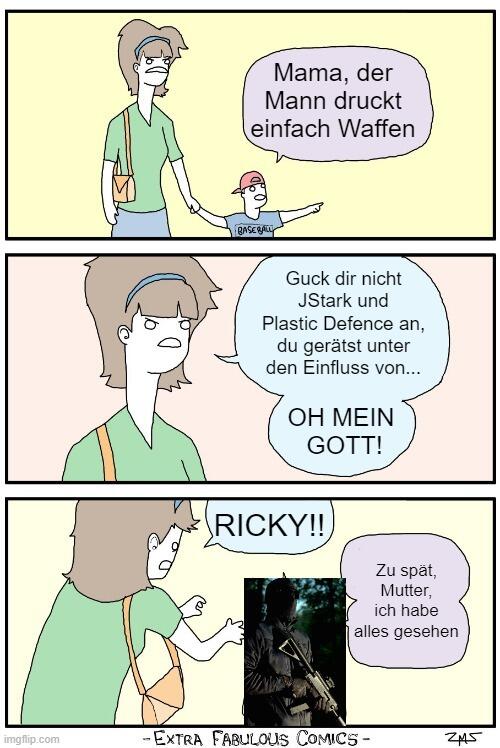 Mama, der
Mann druckt
einfach Waffen
BASEBALL
Guck dir nicht
JStark und
Plastic Defence an,
du gerätst unter
den Einfluss von...
OH MEIN
GOTT!
RICKY!!
Zu spät,
Mutter,
ich habe
alles gesehen
imgflip.com
-EXTRA FABULOUS COMICS-
ZMS